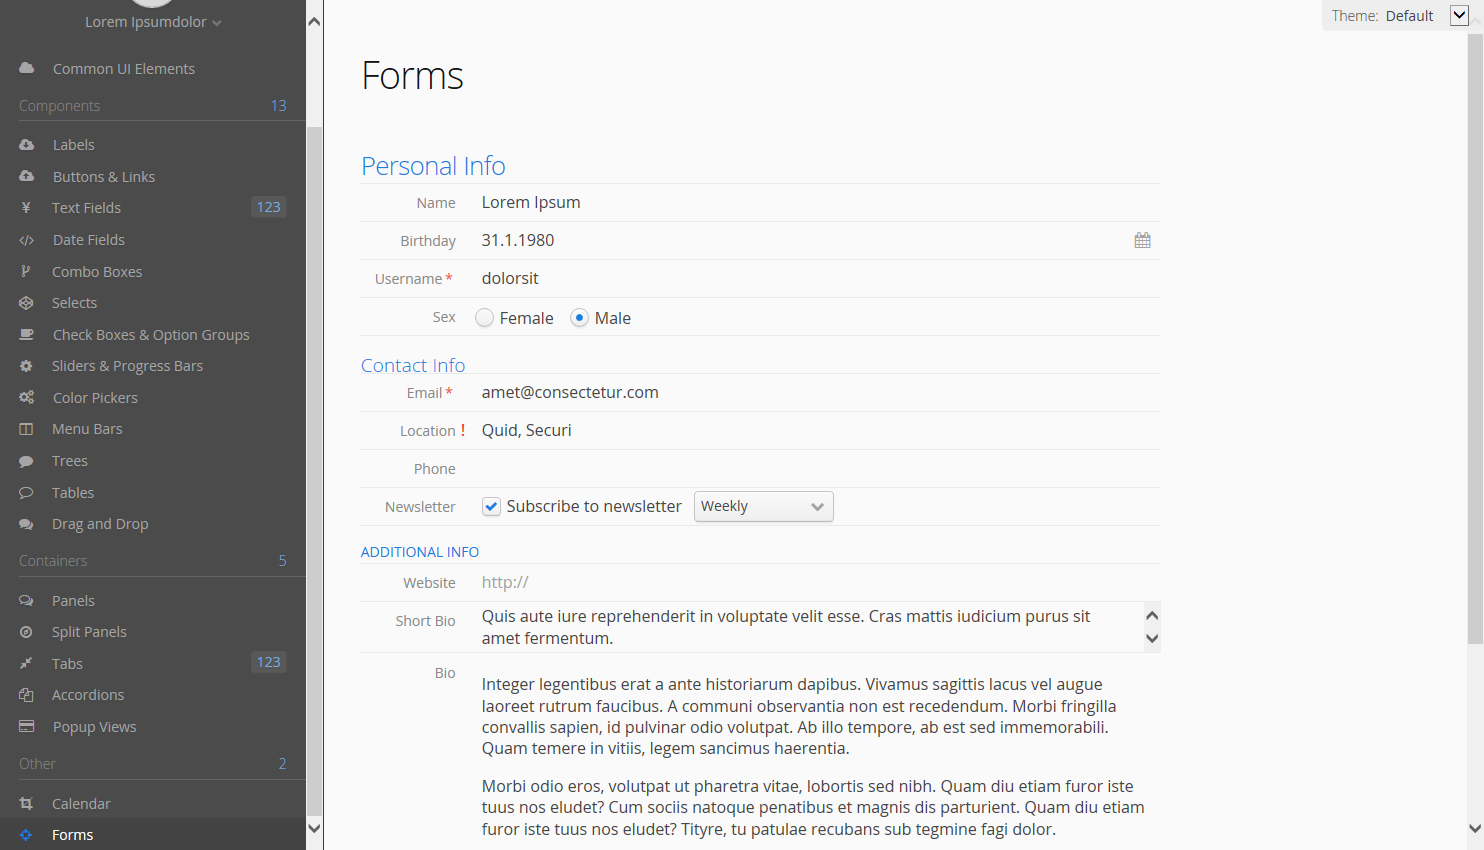 Lorem Ipsumdolor
Common UI Elements
Components 13
Labels
Buttons & Links
Text Fields 123
Date Fields
Combo Boxes
Selects
Check Boxes & Option Groups
Sliders & Progress Bars
Color Pickers
Menu Bars
Trees
Tables
Drag and Drop
Containers 5
Panels
Split Panels
Tabs 123
Accordions
Popup Views
Other 2
Calendar
Forms
Theme: Default
Forms
Personal Info
Name Lorem Ipsum
Birthday 31.1.1980
Username * dolorsit
Sex Female Male
Contact Info
Email * amet@consectetur.com
Location ! Quid, Securi
Phone
Newsletter Subscribe to newsletter Weekly
ADDITIONAL INFO
Website http://
Short Bio Quis aute iure reprehenderit in voluptate velit esse. Cras mattis iudicium purus sit
amet fermentum.
Bio
Integer legentibus erat a ante historiarum dapibus. Vivamus sagittis lacus vel augue
laoreet rutrum faucibus. A communi observantia non est recedendum. Morbi fringilla
convallis sapien, id pulvinar odio volutpat. Ab illo tempore, ab est sed immemorabili.
Quam temere in vitiis, legem sancimus haerentia.
Morbi odio eros, volutpat ut pharetra vitae, lobortis sed nibh. Quam diu etiam furor iste
tuus nos eludet? Cum sociis natoque penatibus et magnis dis parturient. Quam diu etiam
furor iste tuus nos eludet? Tityre, tu patulae recubans sub tegmine fagi dolor.